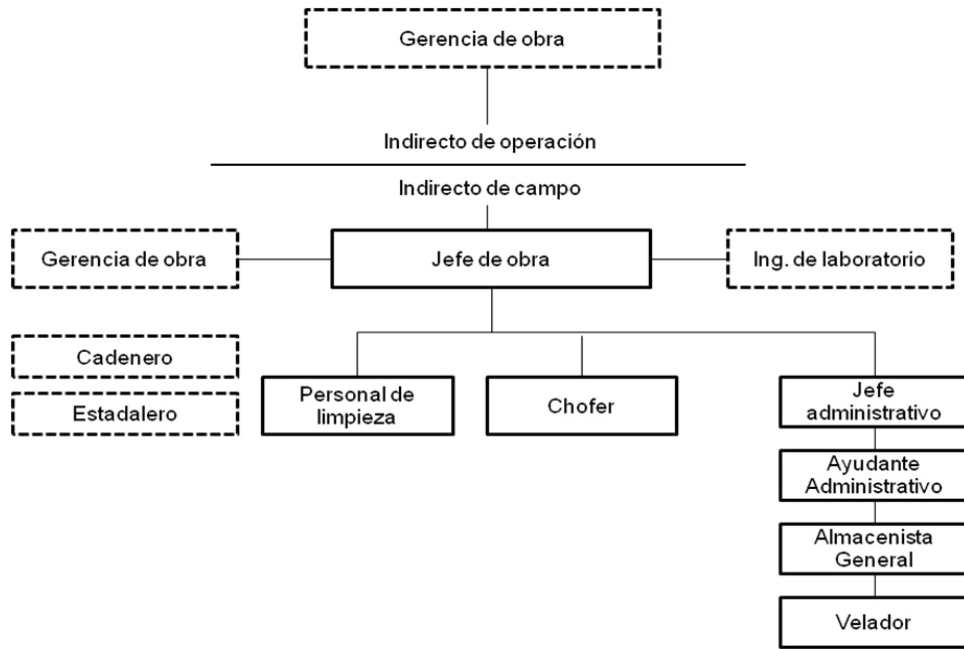 Gerencia de obra
Indirecto de operación
Indirecto de campo
Gerencia de obra
Jefe de obra
Ing. de laboratorio
Cadenero
Estadalero
Personal de
limpieza
Chofer
Jefe
administrativo
Ayudante
Administrativo
Almacenista
General
Velador